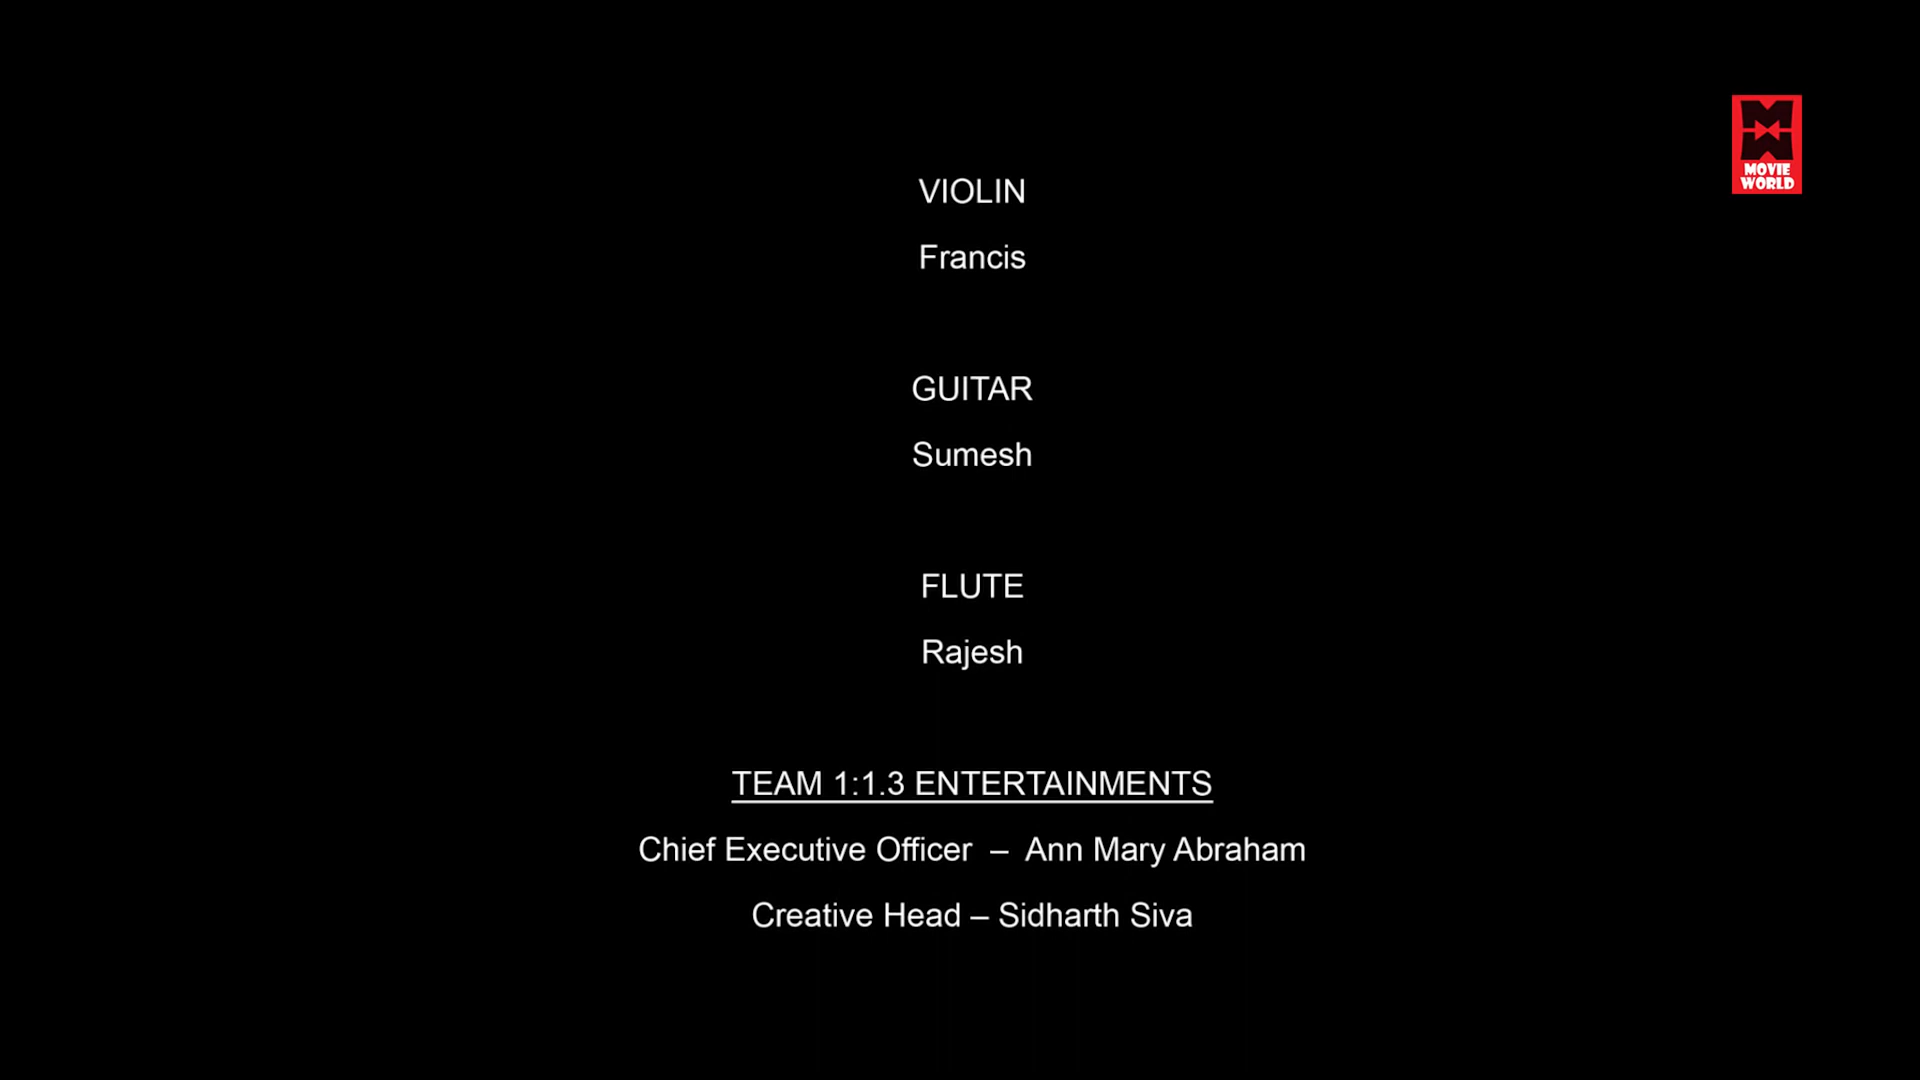 MOVIE
WORLD
VIOLIN
Francis
GUITAR
Sumesh
FLUTE
Rajesh
TEAM 1:1.3 ENTERTAINMENTS
Chief Executive Officer – Ann Mary Abraham
Creative Head – Sidharth Siva